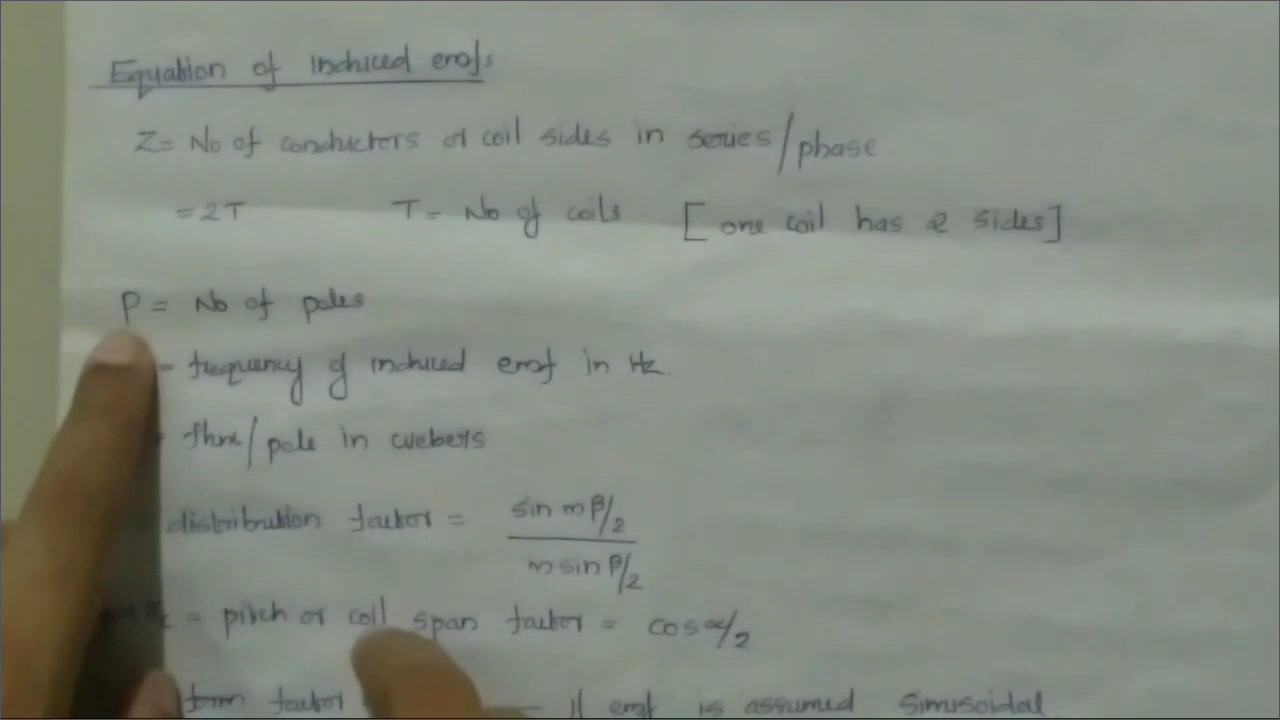 Equation of Induced emfs
Z= No of conductors or coil sides in series/phase
= 2T T= No of coils [one coil has 2 sides]
P = No of poles
- frequency of induced emf in Hz
flux/pole in webers
distribution factor = sin mβ/2 / m sin β/2
= pitch or coil span factor = cos α/2
form factor — if emf is assumed sinusoidal